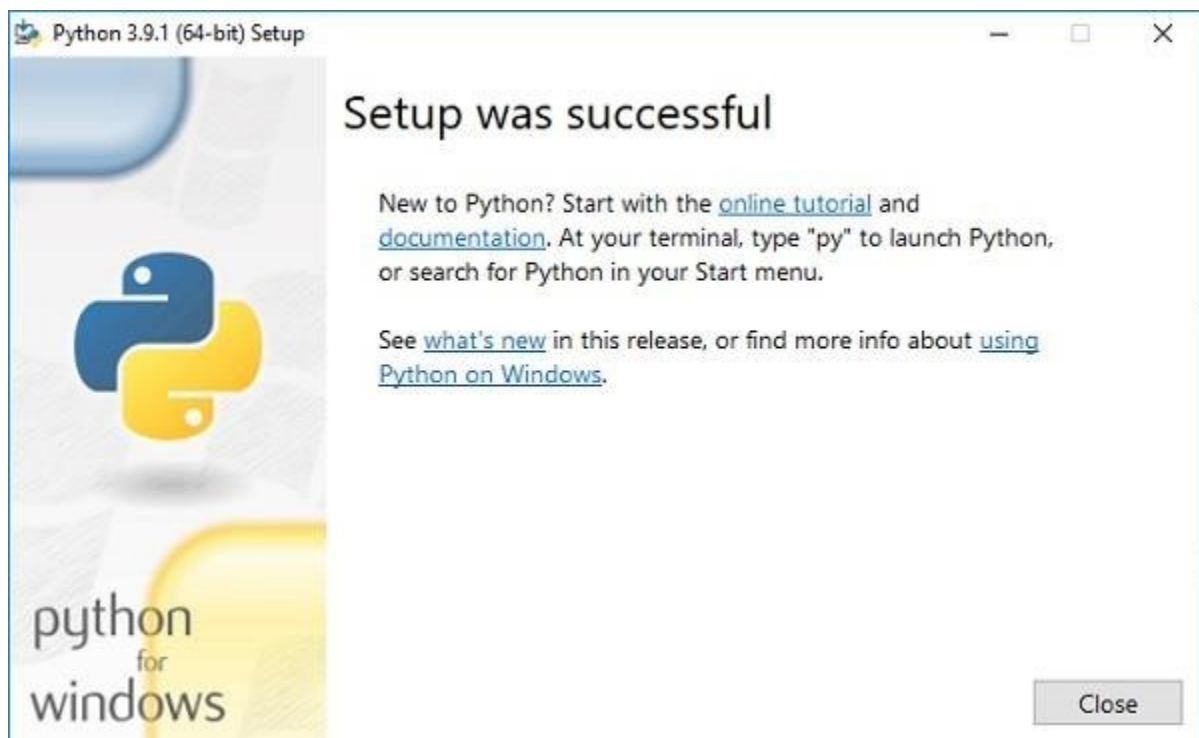 Python 3.9.1 (64-bit) Setup
Setup was successful
New to Python? Start with the online tutorial and
documentation. At your terminal, type "py" to launch Python,
or search for Python in your Start menu.
See what's new in this release, or find more info about using
Python on Windows.
python
for
windows
Close